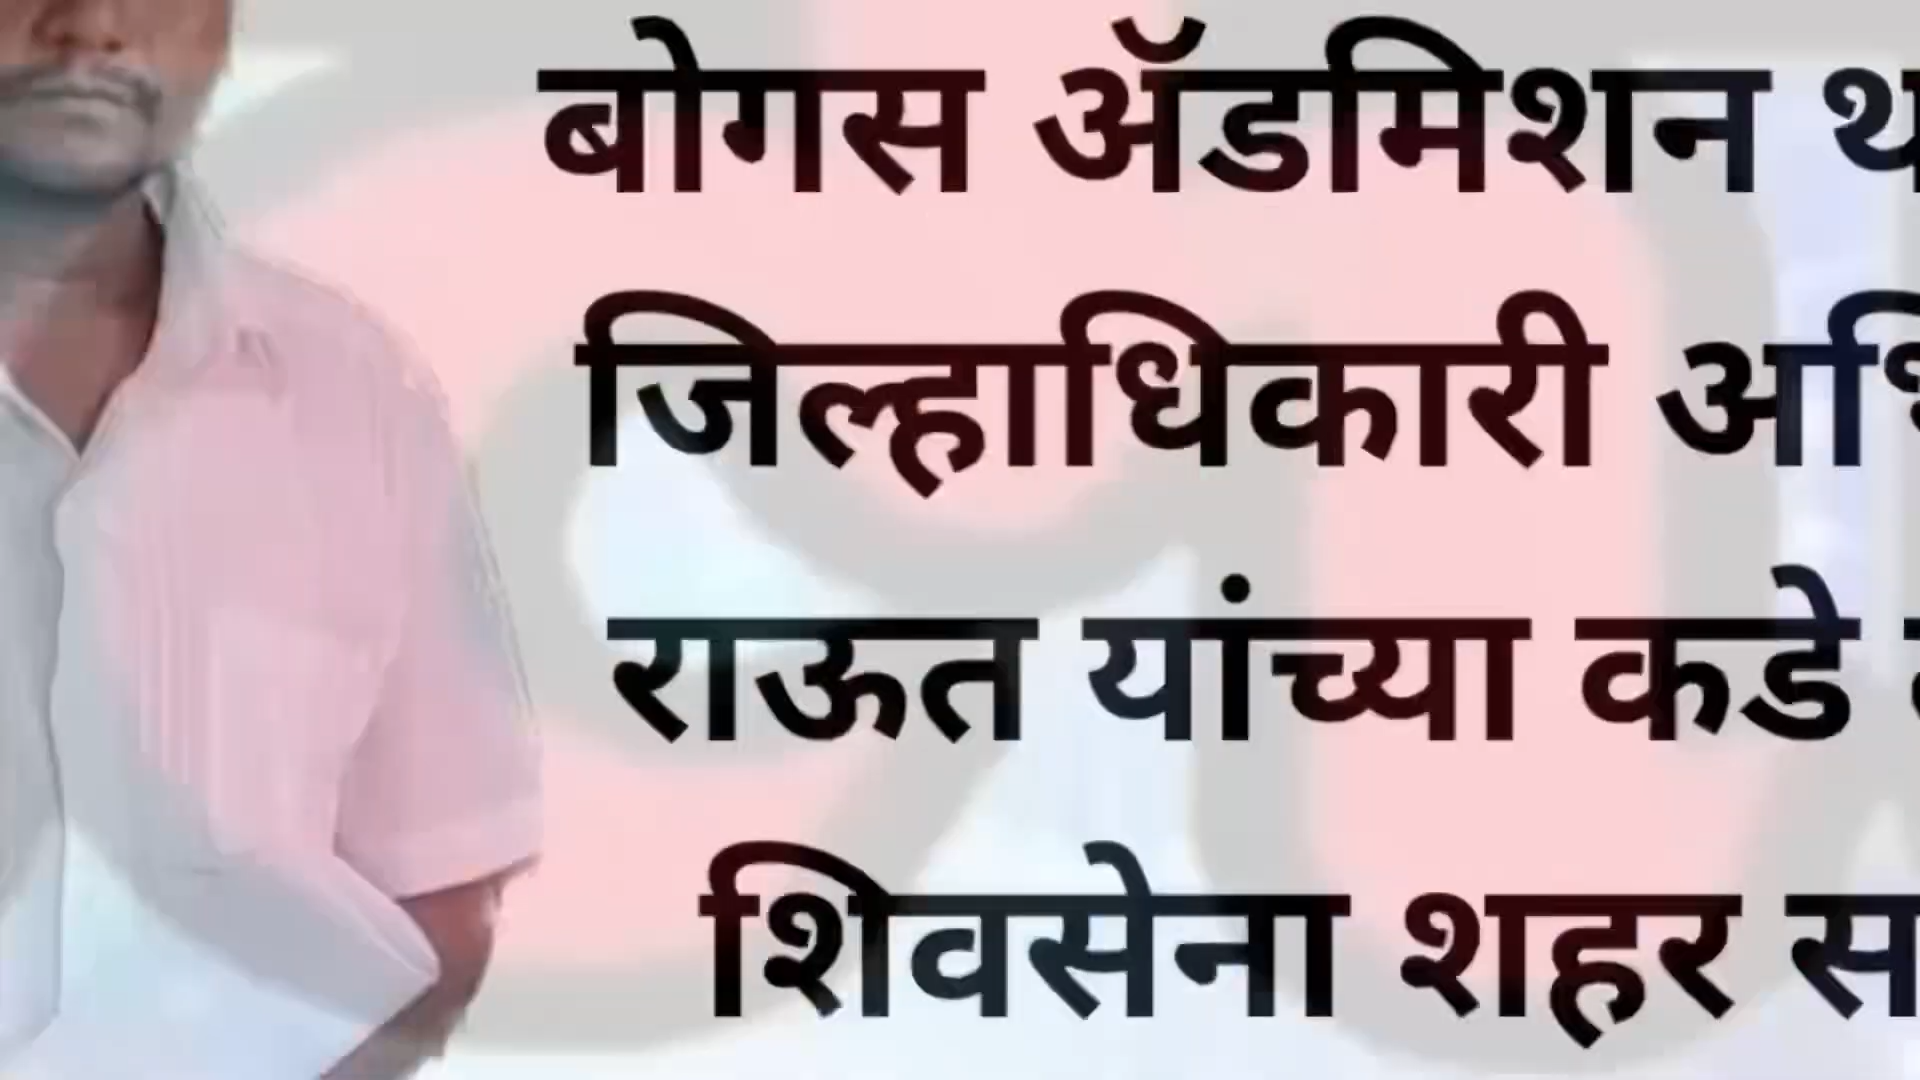 बोगस ॲडमिशन
जिल्हाधिकारी
राऊत यांच्या कडे
शिवसेना शहर